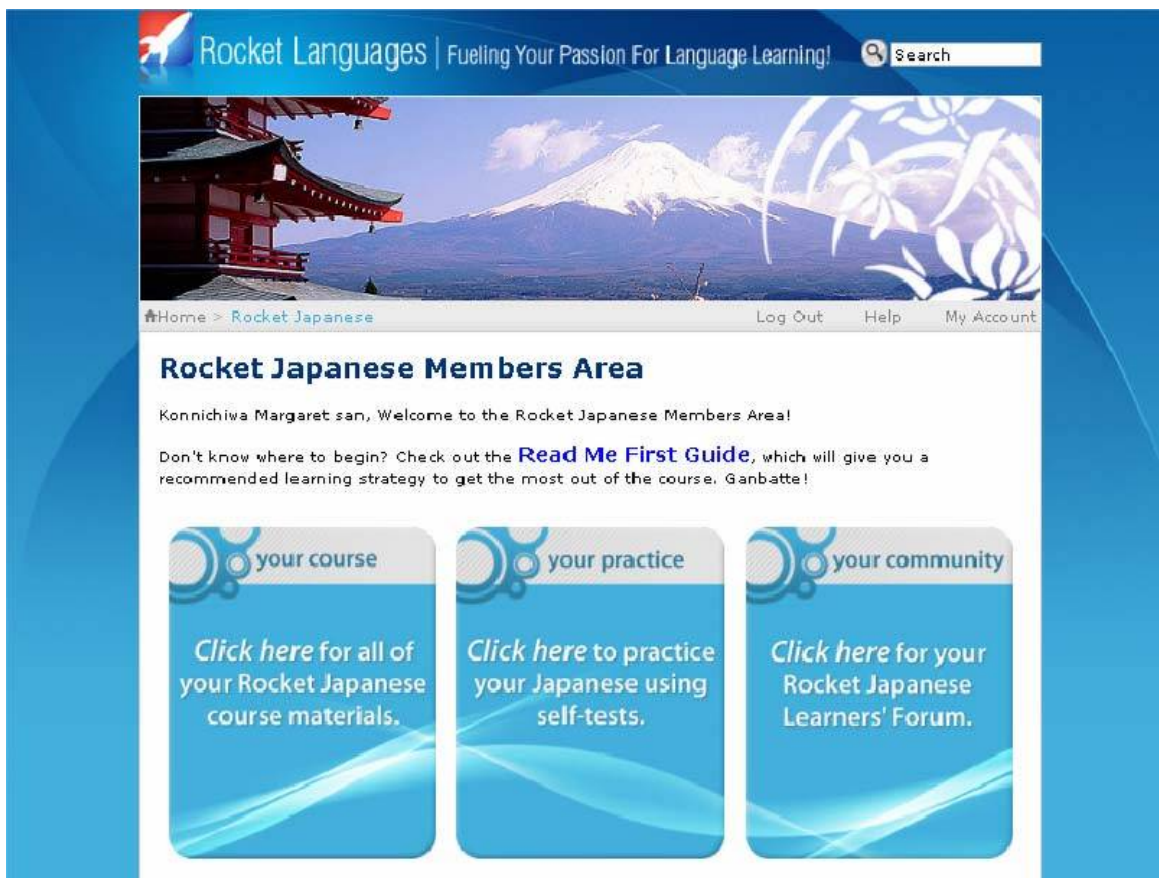 Rocket Languages | Fueling Your Passion For Language Learning!
Search
Home > Rocket Japanese
Log Out Help My Account
Rocket Japanese Members Area
Konnichiwa Margaret san, Welcome to the Rocket Japanese Members Area!
Don't know where to begin? Check out the Read Me First Guide, which will give you a
recommended learning strategy to get the most out of the course. Ganbatte!
your course
Click here for all of
your Rocket Japanese
course materials.
your practice
Click here to practice
your Japanese using
self-tests.
your community
Click here for your
Rocket Japanese
Learners' Forum.